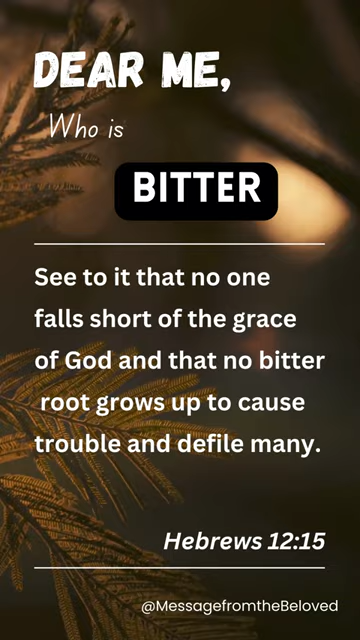 DEAR ME,
Who is
BITTER
See to it that no one
falls short of the grace
of God and that no bitter
root grows up to cause
trouble and defile many.
Hebrews 12:15
@MessagefromtheBeloved